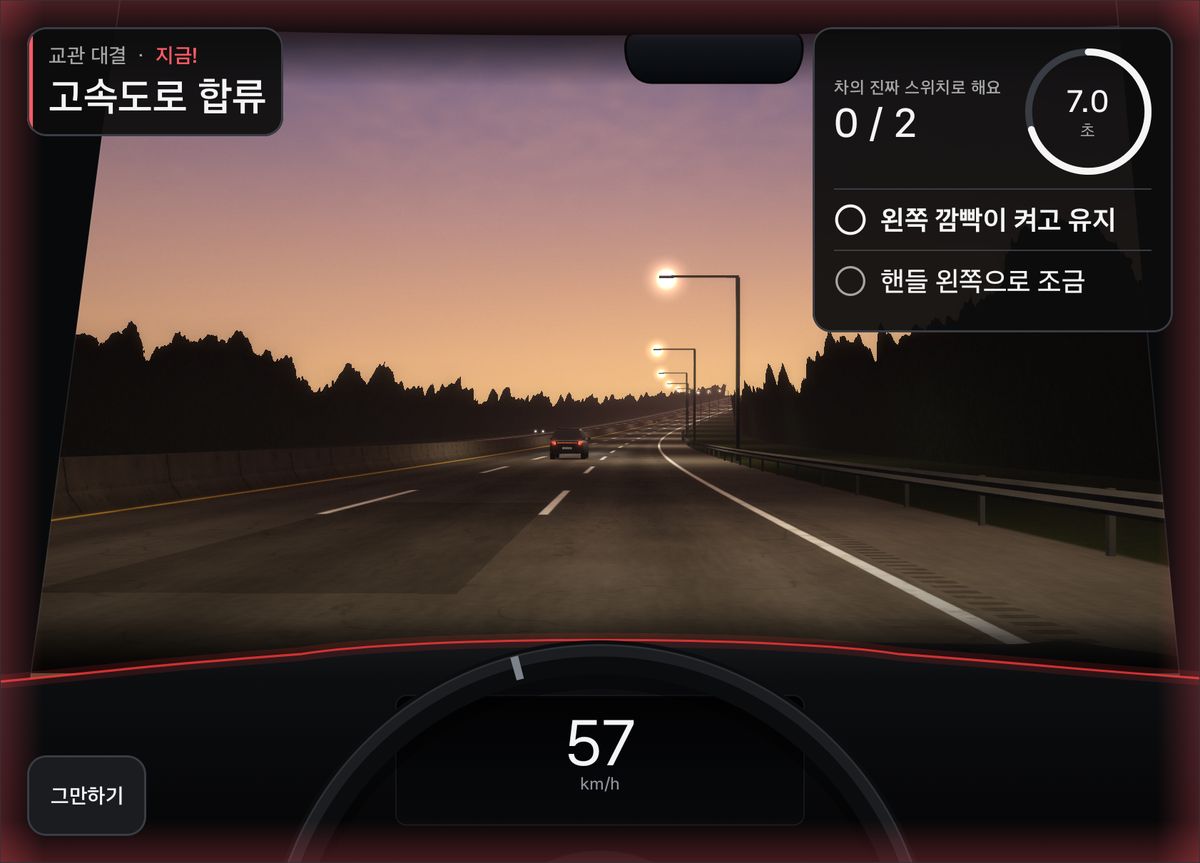 교관 대결 · 지금!
고속도로 합류
차의 진짜 스위치로 해요
0 / 2
7.0
초
왼쪽 깜빡이 켜고 유지
핸들 왼쪽으로 조금
57
km/h
그만하기